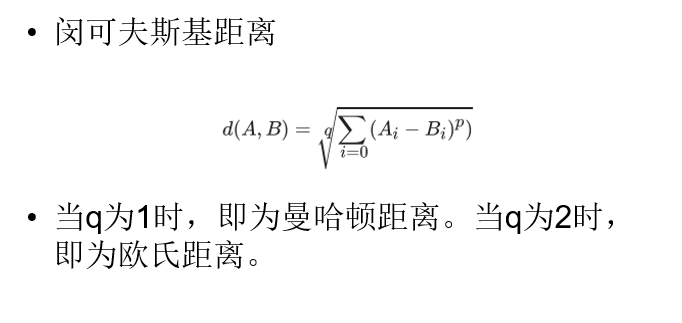 • 闵可夫斯基距离
d(A, B) = \sqrt[q]{\sum_{i=0}(A_i − B_i)^p)}
• 当q为1时，即为曼哈顿距离。当q为2时，
即为欧氏距离。